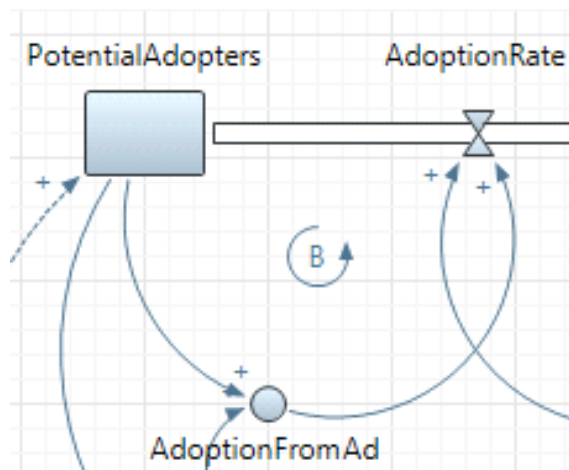 PotentialAdopters
AdoptionRate
+
+
+
B
+
AdoptionFromAd